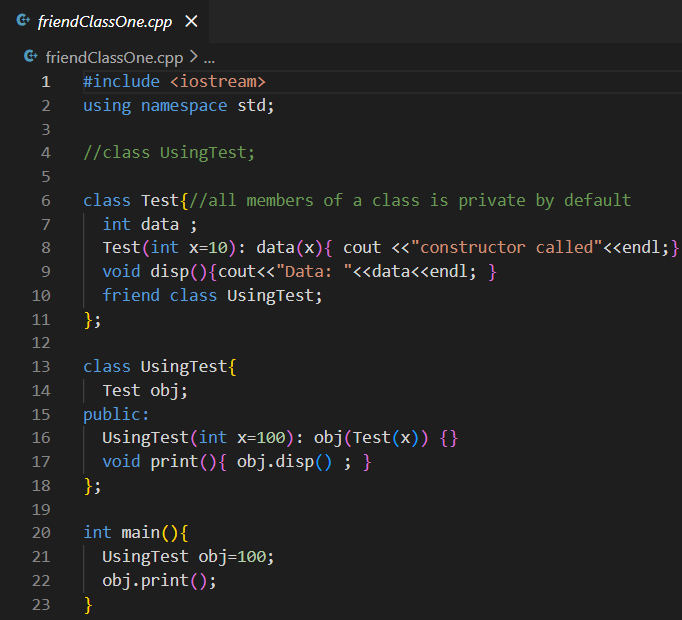 friendClassOne.cpp ×
friendClassOne.cpp > ...
1 #include <iostream>
2 using namespace std;
3
4 //class UsingTest;
5
6 class Test{//all members of a class is private by default
7 int data ;
8 Test(int x=10): data(x){ cout <<"constructor called"<<endl;}
9 void disp(){cout<<"Data: "<<data<<endl; }
10 friend class UsingTest;
11 };
12
13 class UsingTest{
14 Test obj;
15 public:
16 UsingTest(int x=100): obj(Test(x)) {}
17 void print(){ obj.disp() ; }
18 };
19
20 int main(){
21 UsingTest obj=100;
22 obj.print();
23 }